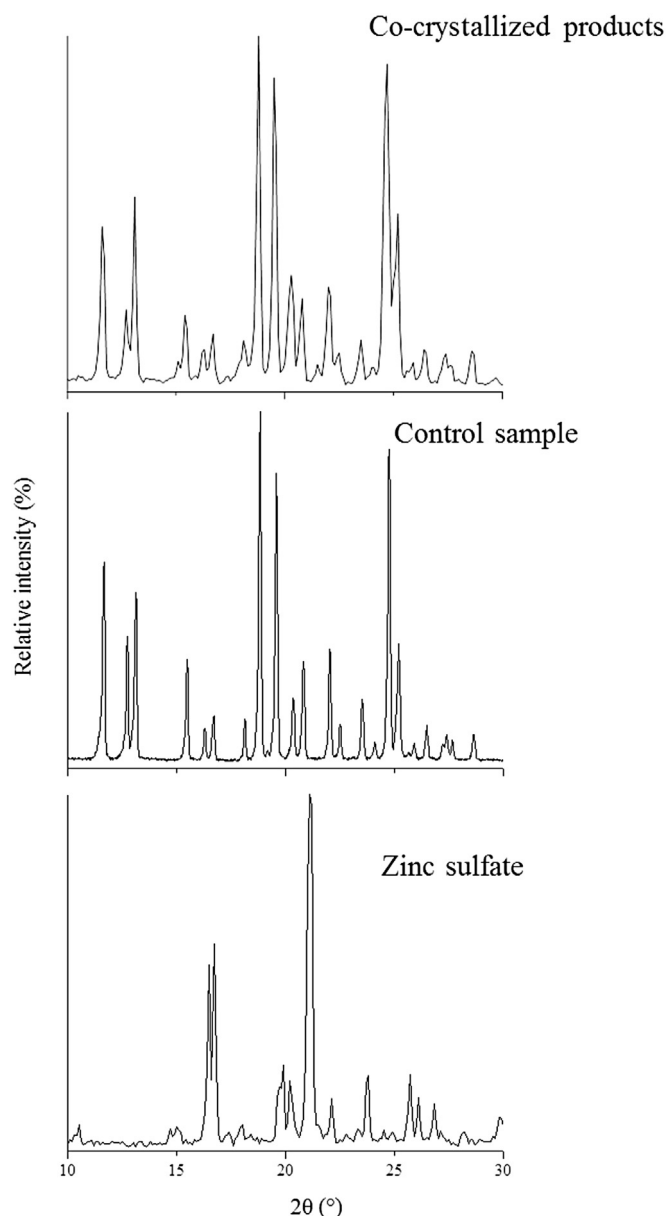 Co-crystallized products
Control sample
Relative intensity (%)
Zinc sulfate
10 15 20 25 30
2θ (°)